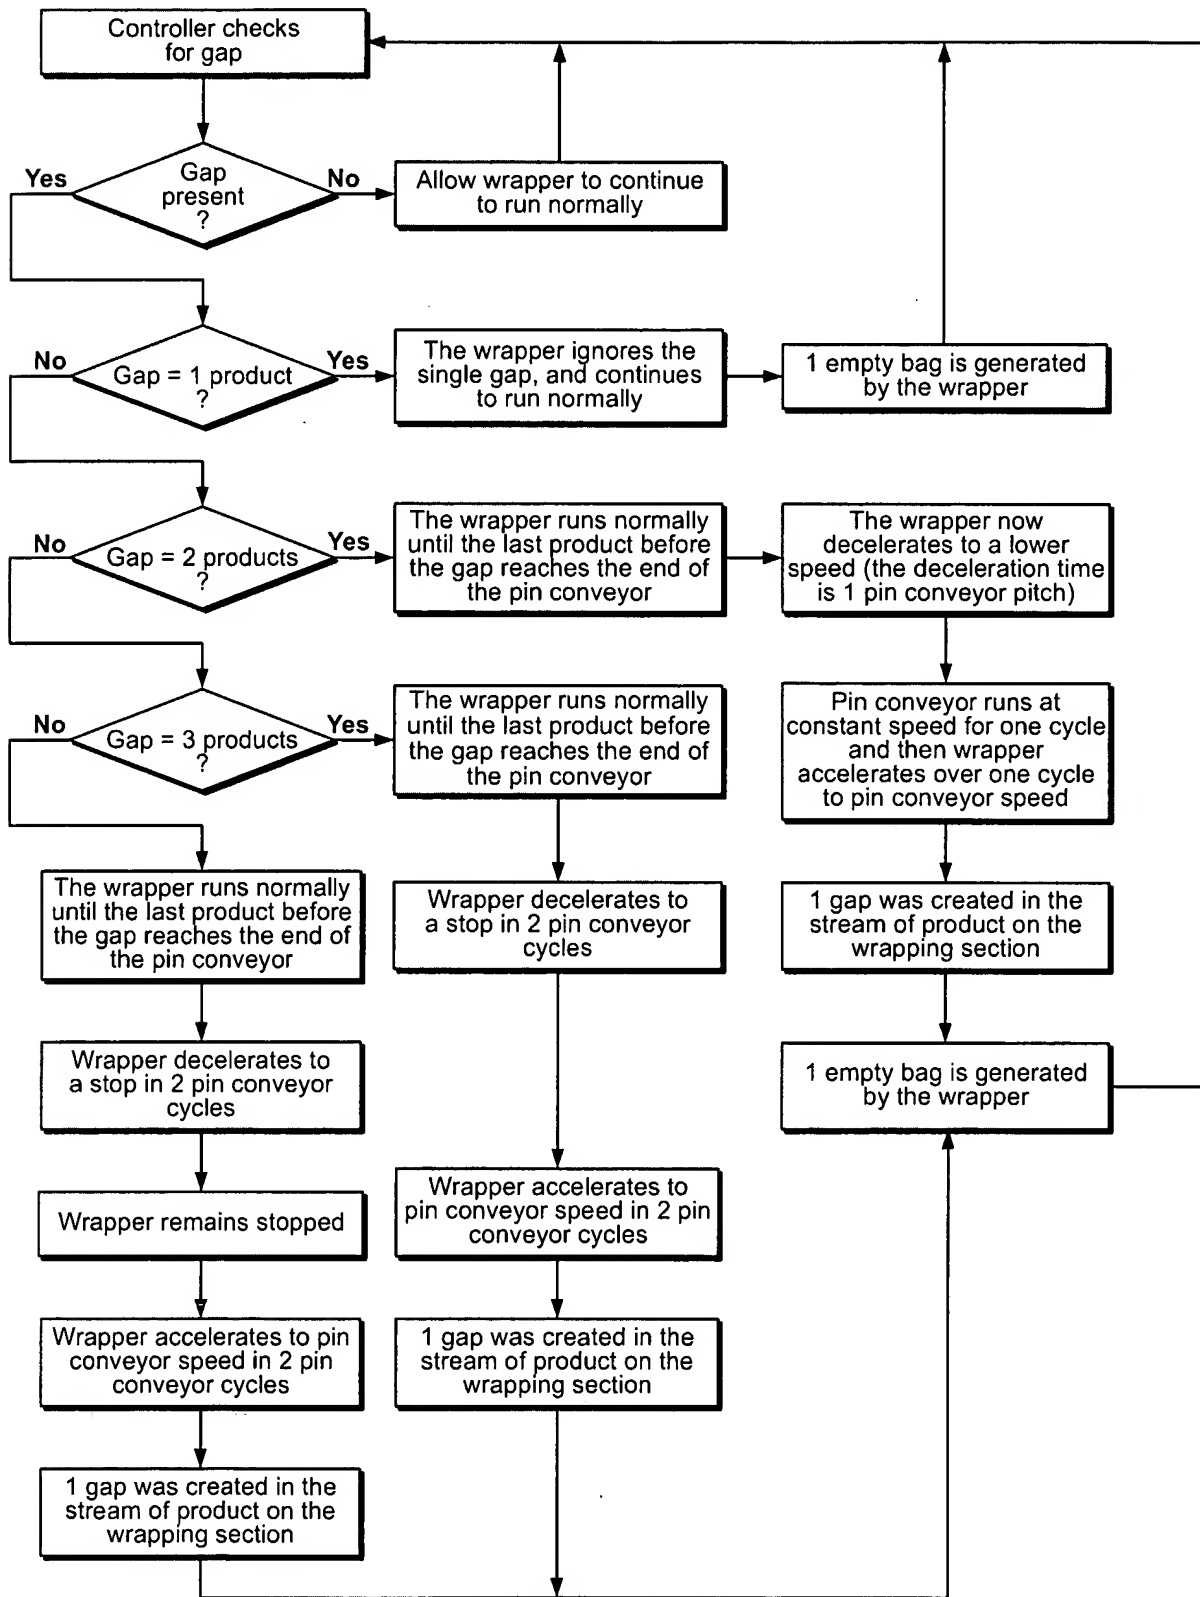 Controller checks
for gap
Yes
Gap
present
?
No
Allow wrapper to continue
to run normally
No
Gap = 1 product
?
Yes
The wrapper ignores the
single gap, and continues
to run normally
1 empty bag is generated
by the wrapper
No
Gap = 2 products
?
Yes
The wrapper runs normally
until the last product before
the gap reaches the end of
the pin conveyor
The wrapper now
decelerates to a lower
speed (the deceleration time
is 1 pin conveyor pitch)
No
Gap = 3 products
?
Yes
The wrapper runs normally
until the last product before
the gap reaches the end of
the pin conveyor
Pin conveyor runs at
constant speed for one cycle
and then wrapper
accelerates over one cycle
to pin conveyor speed
The wrapper runs normally
until the last product before
the gap reaches the end of
the pin conveyor
Wrapper decelerates to
a stop in 2 pin conveyor
cycles
1 gap was created in the
stream of product on the
wrapping section
Wrapper decelerates to
a stop in 2 pin conveyor
cycles
1 empty bag is generated
by the wrapper
Wrapper remains stopped
Wrapper accelerates to
pin conveyor speed in 2 pin
conveyor cycles
Wrapper accelerates to pin
conveyor speed in 2 pin
conveyor cycles
1 gap was created in the
stream of product on the
wrapping section
1 gap was created in the
stream of product on the
wrapping section